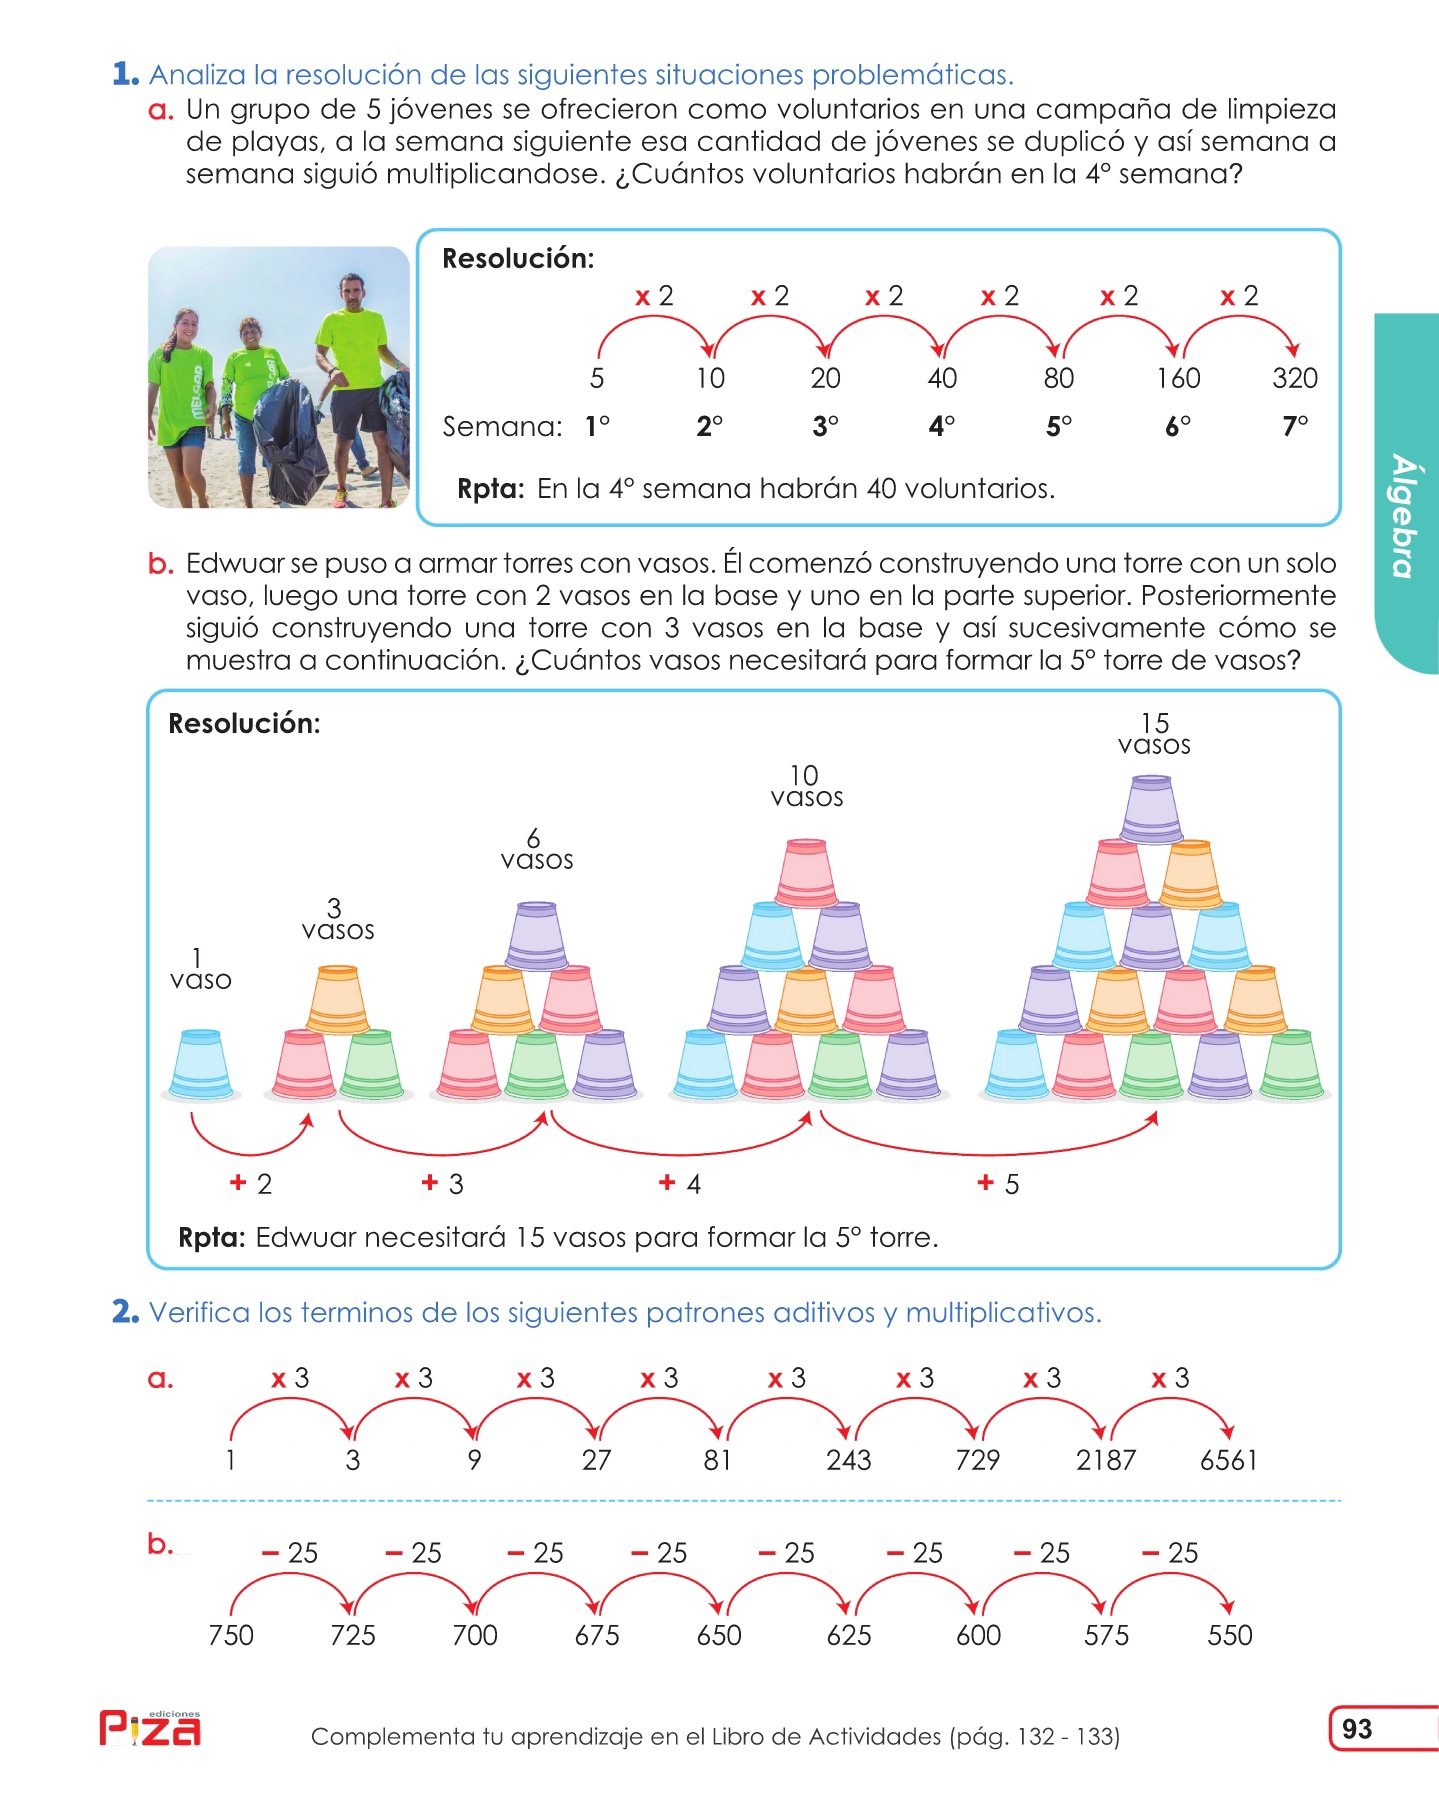 1. Analiza la resolución de las siguientes situaciones problemáticas.
a. Un grupo de 5 jóvenes se ofrecieron como voluntarios en una campaña de limpieza
de playas, a la semana siguiente esa cantidad de jóvenes se duplicó y así semana a
semana siguió multiplicandose. ¿Cuántos voluntarios habrán en la 4° semana?
MELGAR
MELGAR
Resolución:
x 2 x 2 x 2 x 2 x 2 x 2
5 10 20 40 80 160 320
Semana: 1° 2° 3° 4° 5° 6° 7°
Rpta: En la 4° semana habrán 40 voluntarios.
Álgebra
b. Edwuar se puso a armar torres con vasos. Él comenzó construyendo una torre con un solo
vaso, luego una torre con 2 vasos en la base y uno en la parte superior. Posteriormente
siguió construyendo una torre con 3 vasos en la base y así sucesivamente cómo se
muestra a continuación. ¿Cuántos vasos necesitará para formar la 5° torre de vasos?
Resolución:
1
vaso
3
vasos
6
vasos
10
vasos
15
vasos
+ 2 + 3 + 4 + 5
Rpta: Edwuar necesitará 15 vasos para formar la 5° torre.
2. Verifica los terminos de los siguientes patrones aditivos y multiplicativos.
a. x 3 x 3 x 3 x 3 x 3 x 3 x 3 x 3
1 3 9 27 81 243 729 2187 6561
b. – 25 – 25 – 25 – 25 – 25 – 25 – 25 – 25
750 725 700 675 650 625 600 575 550
ediciones
Piza
Complementa tu aprendizaje en el Libro de Actividades (pág. 132 - 133)
93